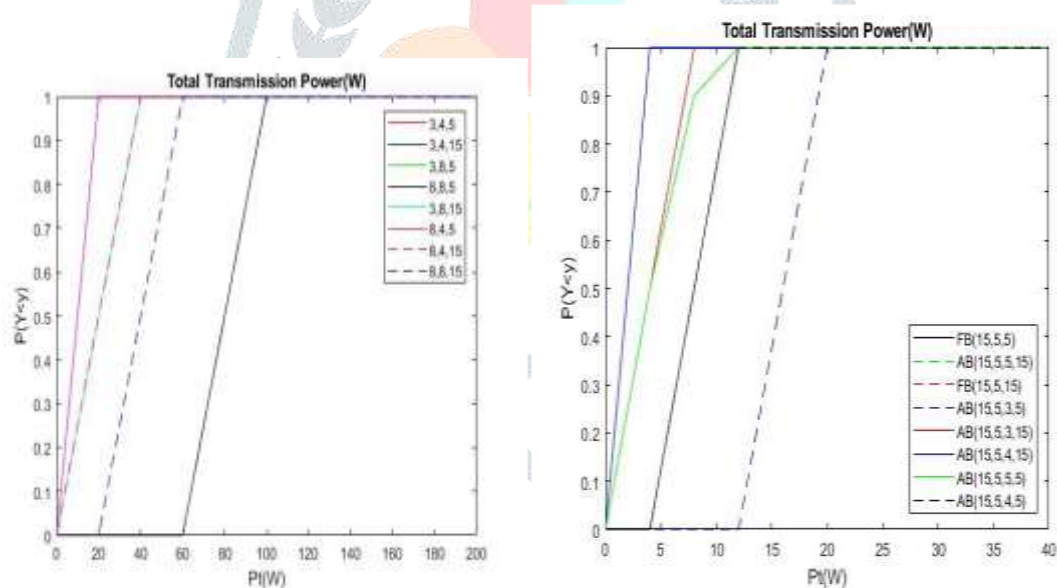 Total Transmission Power(W)
1
0.9
0.8
0.7
0.6
0.5
0.4
0.3
0.2
0.1
0
P(Y<y)
0 20 40 60 80 100 120 140 160 180 200
Pt(W)
3,4,5
3,4,15
3,8,5
8,8,5
3,8,15
8,4,5
8,4,15
8,8,15
Total Transmission Power(W)
1
0.9
0.8
0.7
0.6
0.5
0.4
0.3
0.2
0.1
0
P(Y<y)
0 5 10 15 20 25 30 35 40
Pt(W)
FB(15,5,5)
AB(15,5,5,15)
FB(15,5,15)
AB(15,5,3,5)
AB(15,5,3,15)
AB(15,5,4,15)
AB(15,5,5,5)
AB(15,5,4,5)